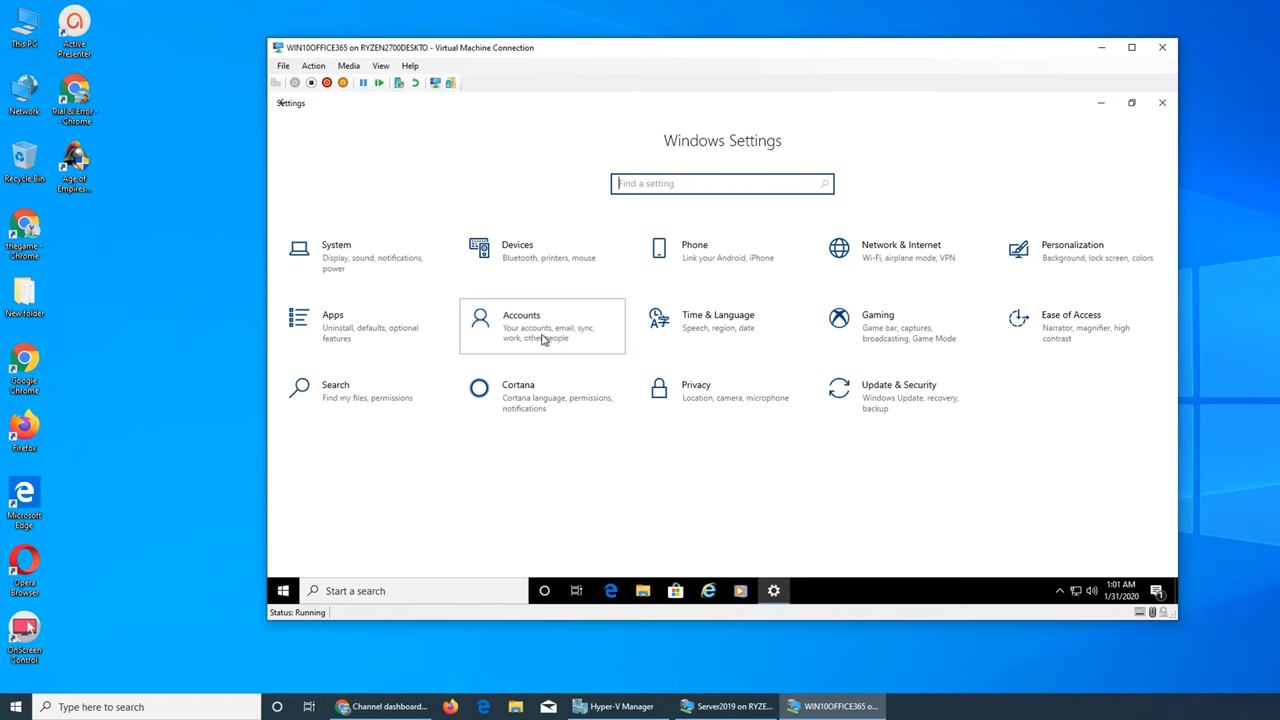 This PC
Active
Presenter
Network
Trial & Error -
- Chrome
Recycle Bin
Age of
Empires...
thegame -
Chrome
New folder
Google
Chrome
Firefox
Microsoft
Edge
Opera
Browser
OnScreen
Control
WIN10OFFICE365 on RYZEN2700DESKTO - Virtual Machine Connection
File Action Media View Help
Settings
Windows Settings
Find a setting
System
Display, sound, notifications,
power
Devices
Bluetooth, printers, mouse
Phone
Link your Android, iPhone
Network & Internet
Wi-Fi, airplane mode, VPN
Personalization
Background, lock screen, colors
Apps
Uninstall, defaults, optional
features
Accounts
Your accounts, email, sync,
work, other people
Time & Language
Speech, region, date
Gaming
Game bar, captures,
broadcasting, Game Mode
Ease of Access
Narrator, magnifier, high
contrast
Search
Find my files, permissions
Cortana
Cortana language, permissions,
notifications
Privacy
Location, camera, microphone
Update & Security
Windows Update, recovery,
backup
Start a search
1:01 AM
1/31/2020
1
Status: Running
Type here to search
Channel dashboard...
Hyper-V Manager
Server2019 on RYZE...
WIN10OFFICE365 o...